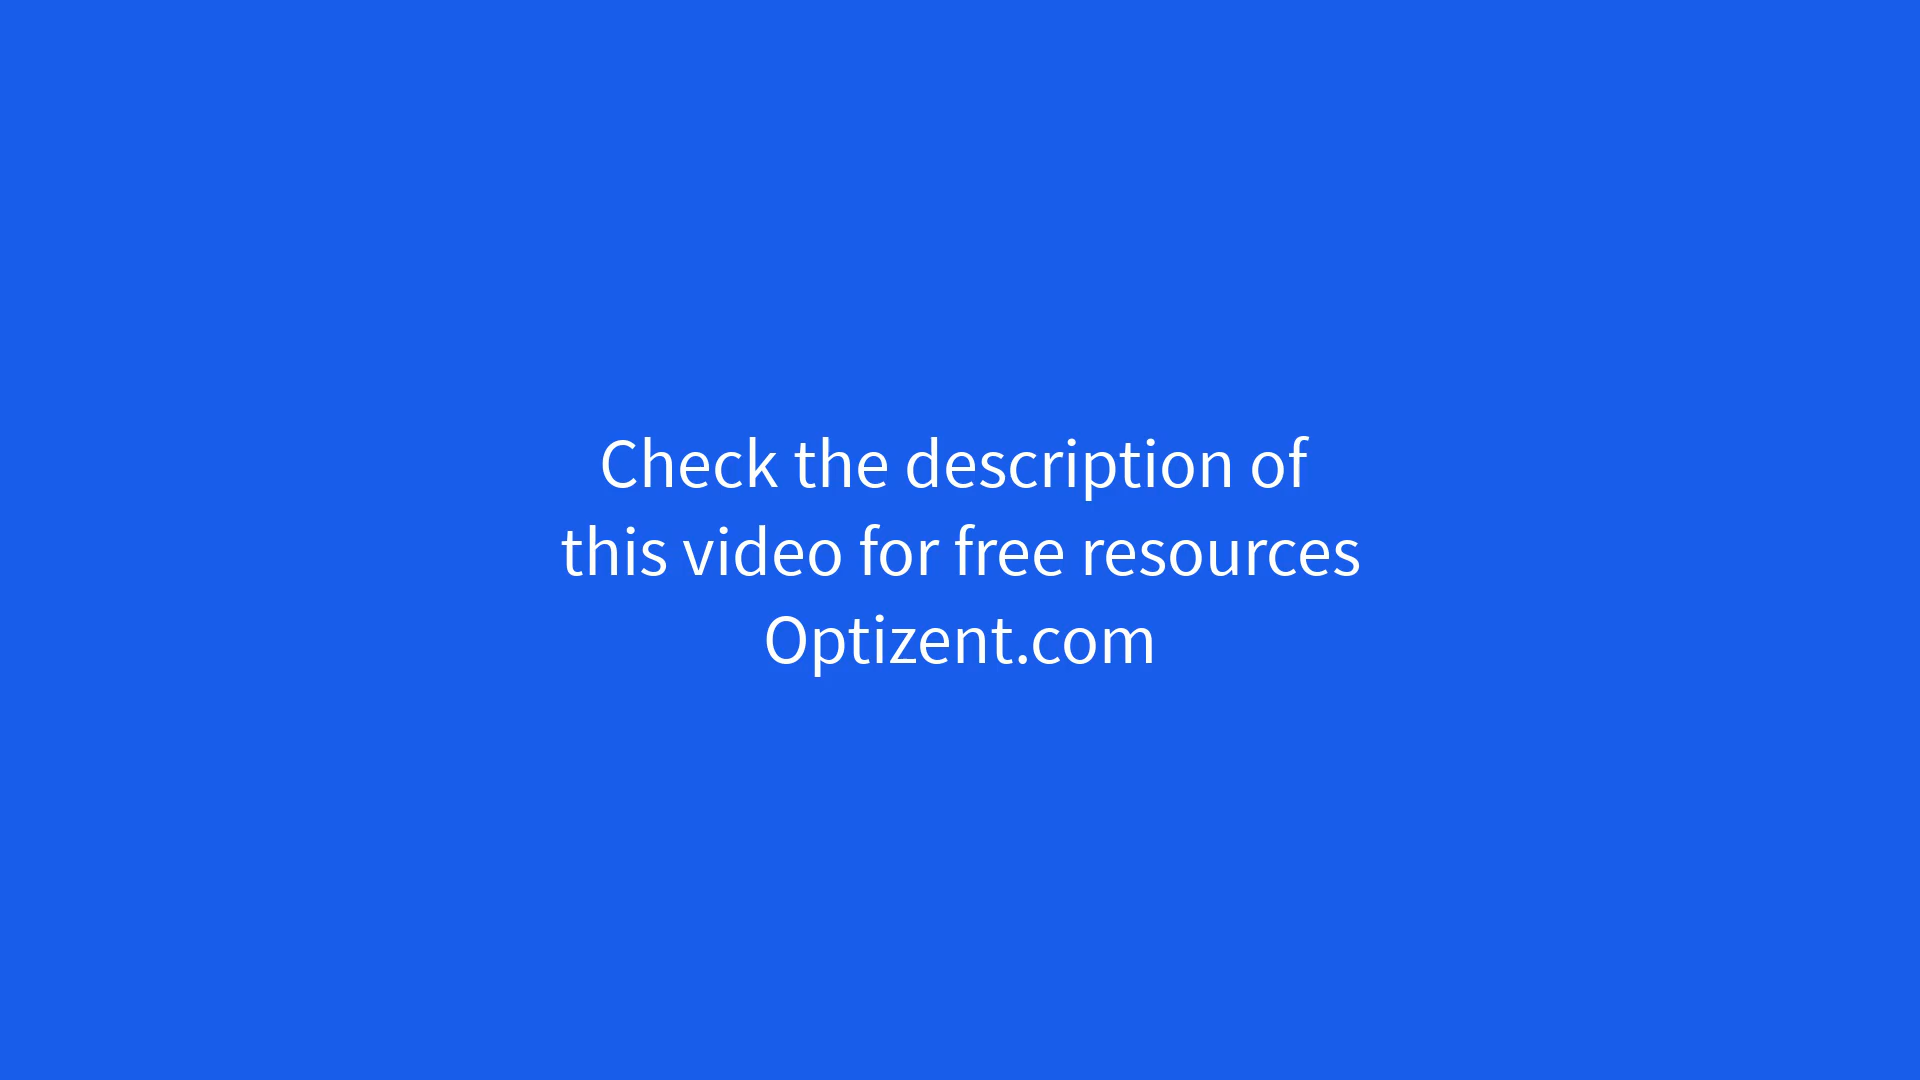 Check the description of
this video for free resources
Optizent.com